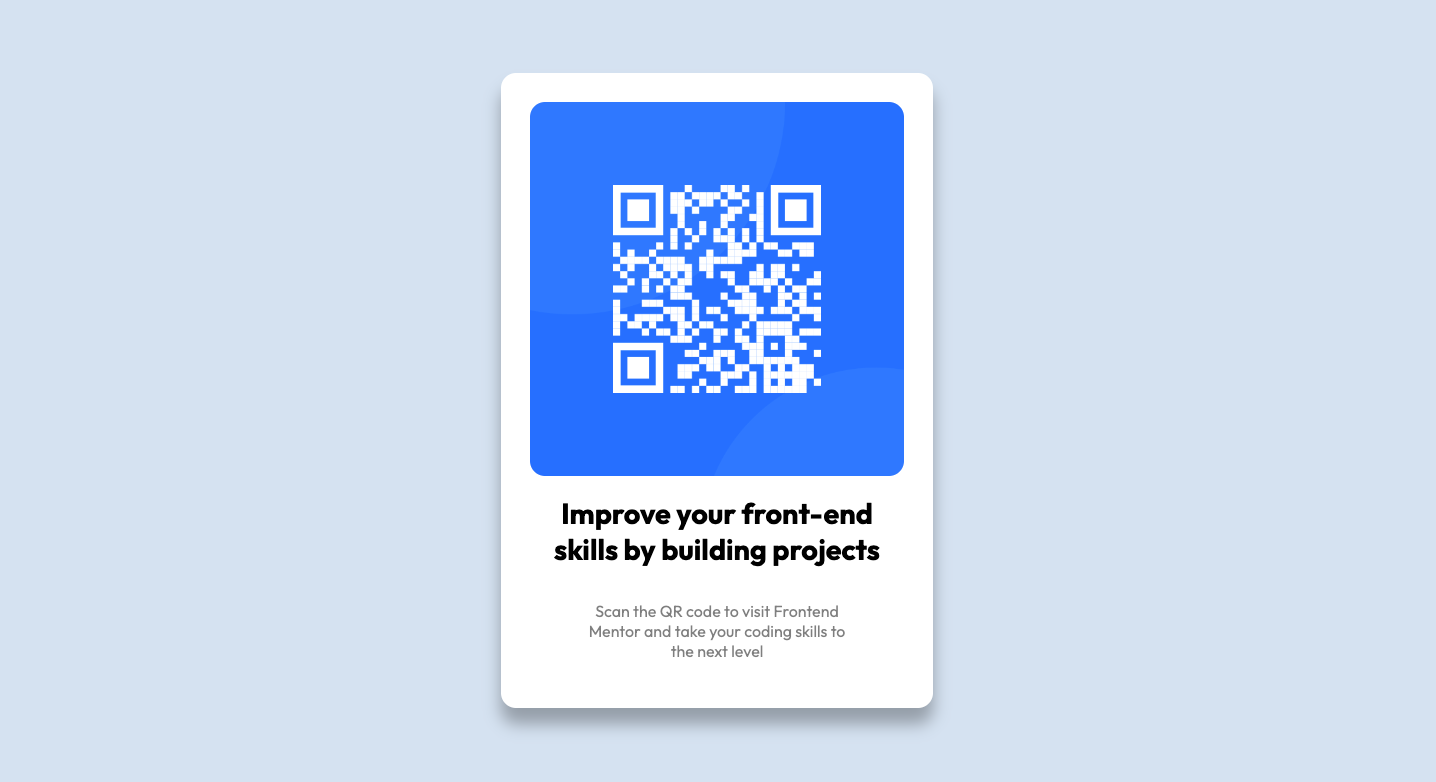 Improve your front-end
skills by building projects
Scan the QR code to visit Frontend
Mentor and take your coding skills to
the next level